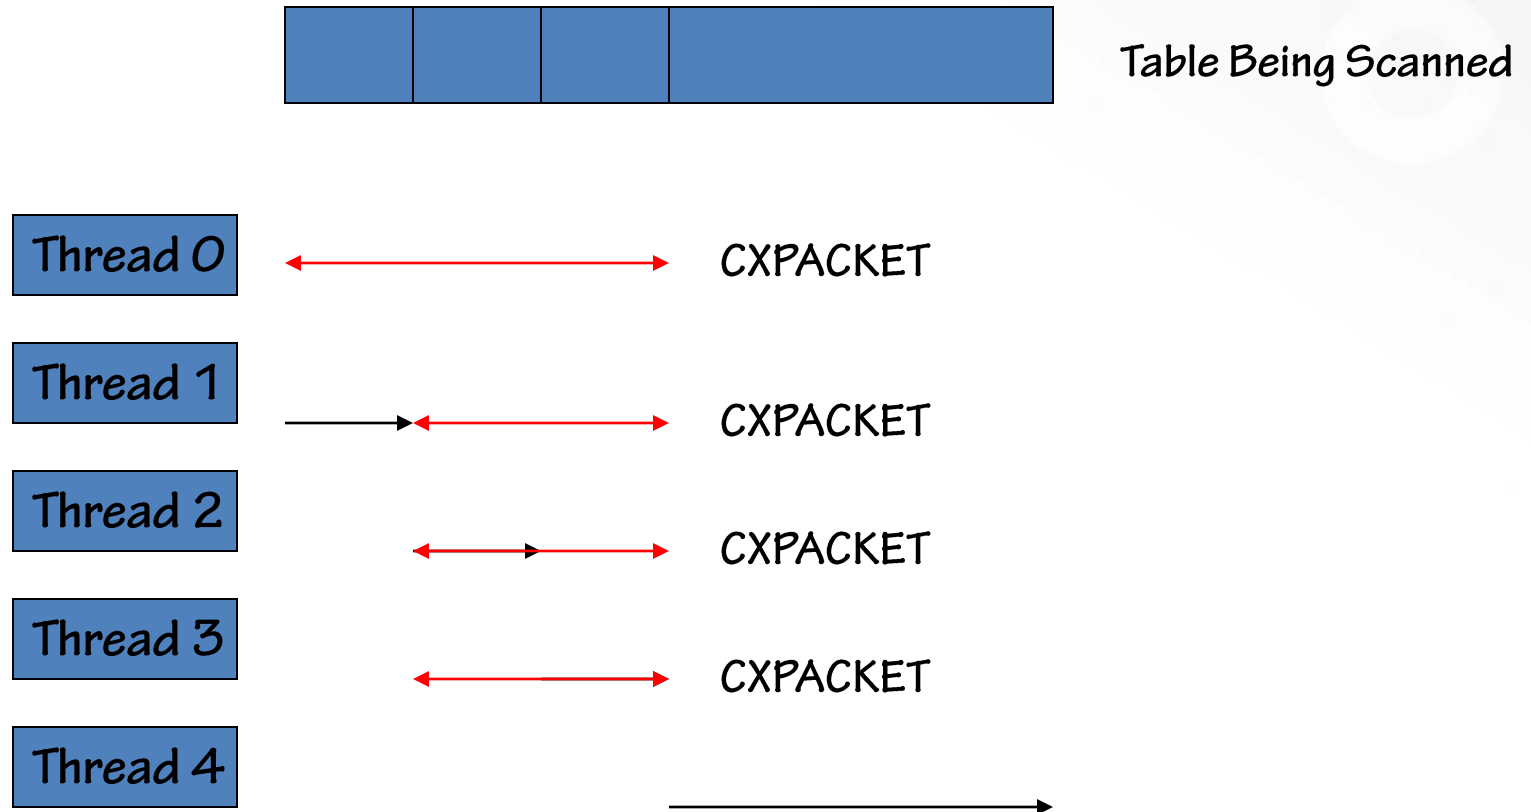 Table Being Scanned
Thread 0
CXPACKET
Thread 1
CXPACKET
Thread 2
CXPACKET
Thread 3
CXPACKET
Thread 4